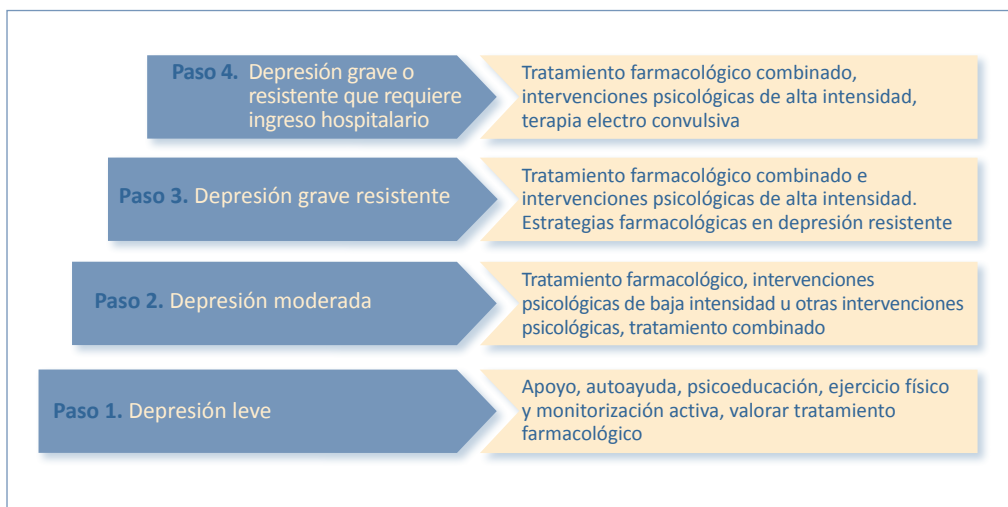 Paso 4. Depresión grave o
resistente que requiere
ingreso hospitalario
Tratamiento farmacológico combinado,
intervenciones psicológicas de alta intensidad,
terapia electro convulsiva
Paso 3. Depresión grave resistente
Tratamiento farmacológico combinado e
intervenciones psicológicas de alta intensidad.
Estrategias farmacológicas en depresión resistente
Paso 2. Depresión moderada
Tratamiento farmacológico, intervenciones
psicológicas de baja intensidad u otras intervenciones
psicológicas, tratamiento combinado
Paso 1. Depresión leve
Apoyo, autoayuda, psicoeducación, ejercicio físico
y monitorización activa, valorar tratamiento
farmacológico